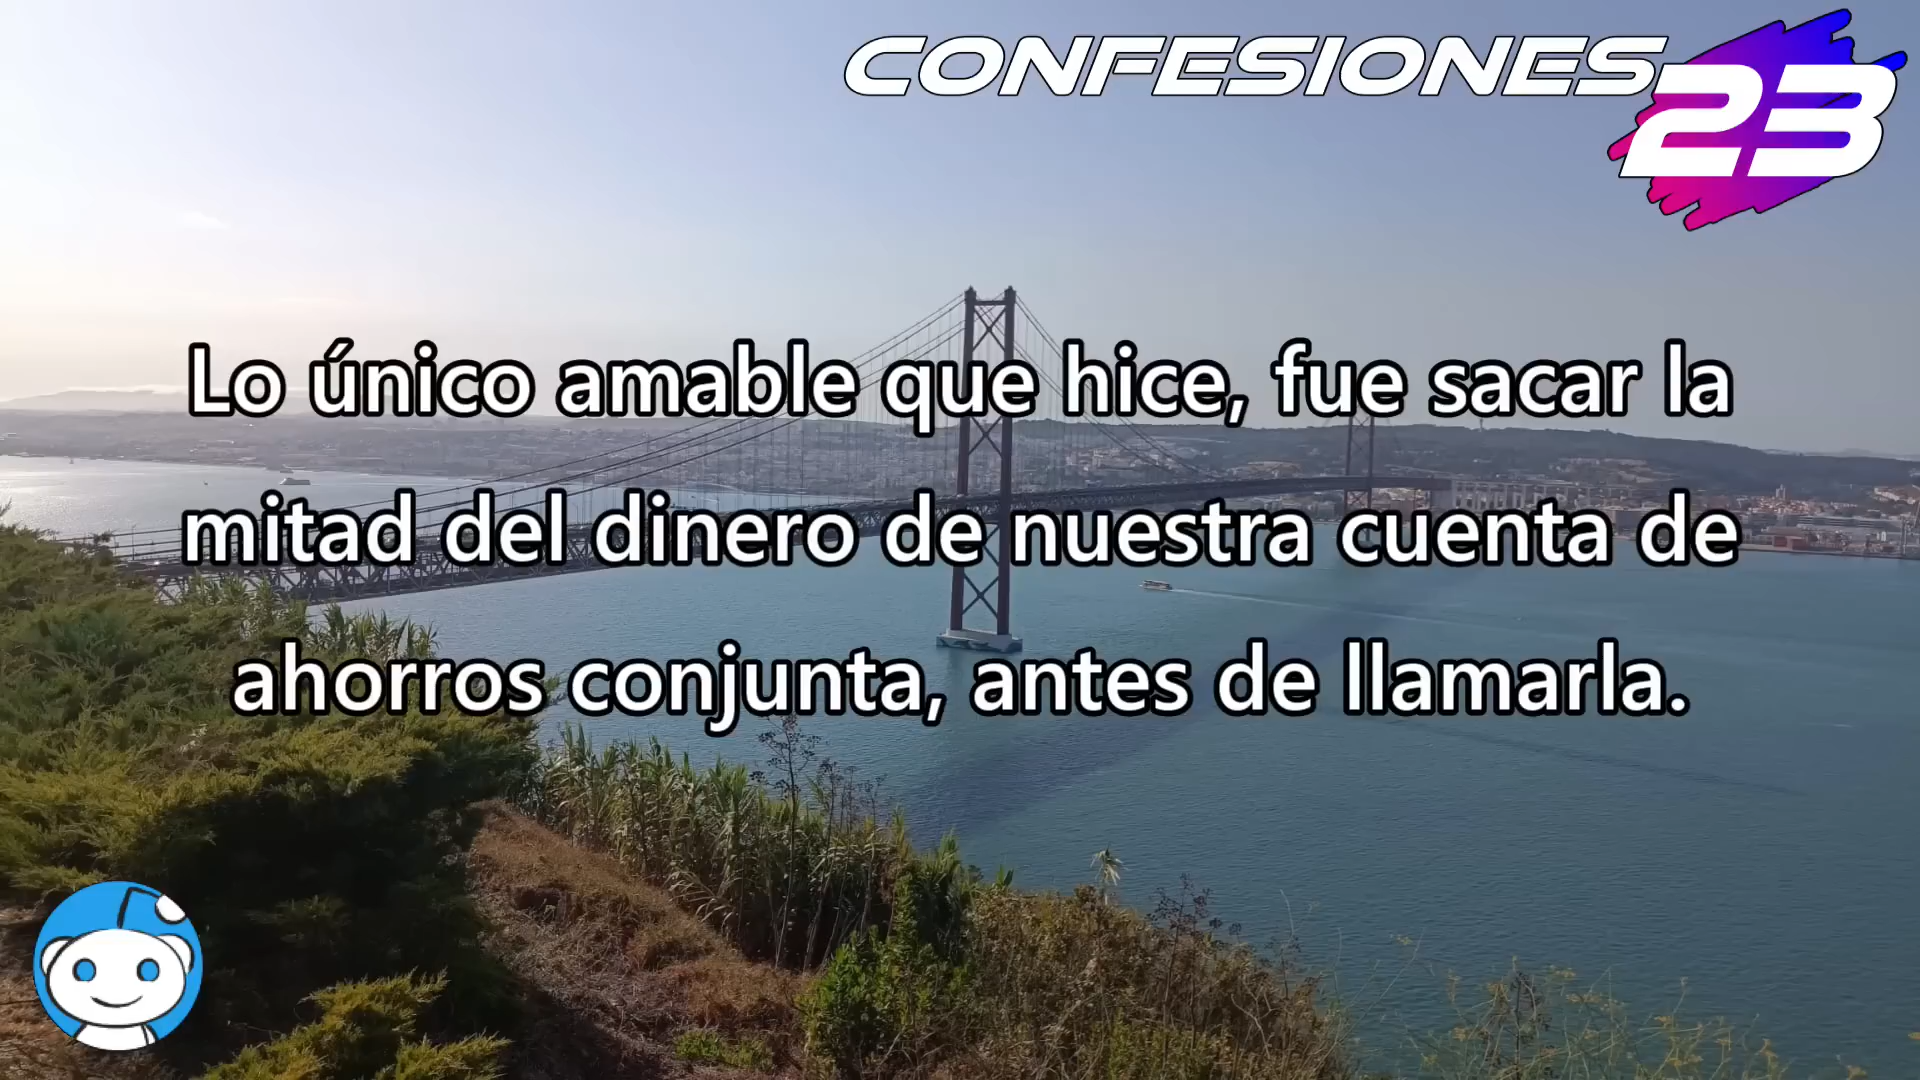 CONFESIONES
23
Lo único amable que hice, fue sacar la
mitad del dinero de nuestra cuenta de
ahorros conjunta, antes de llamarla.